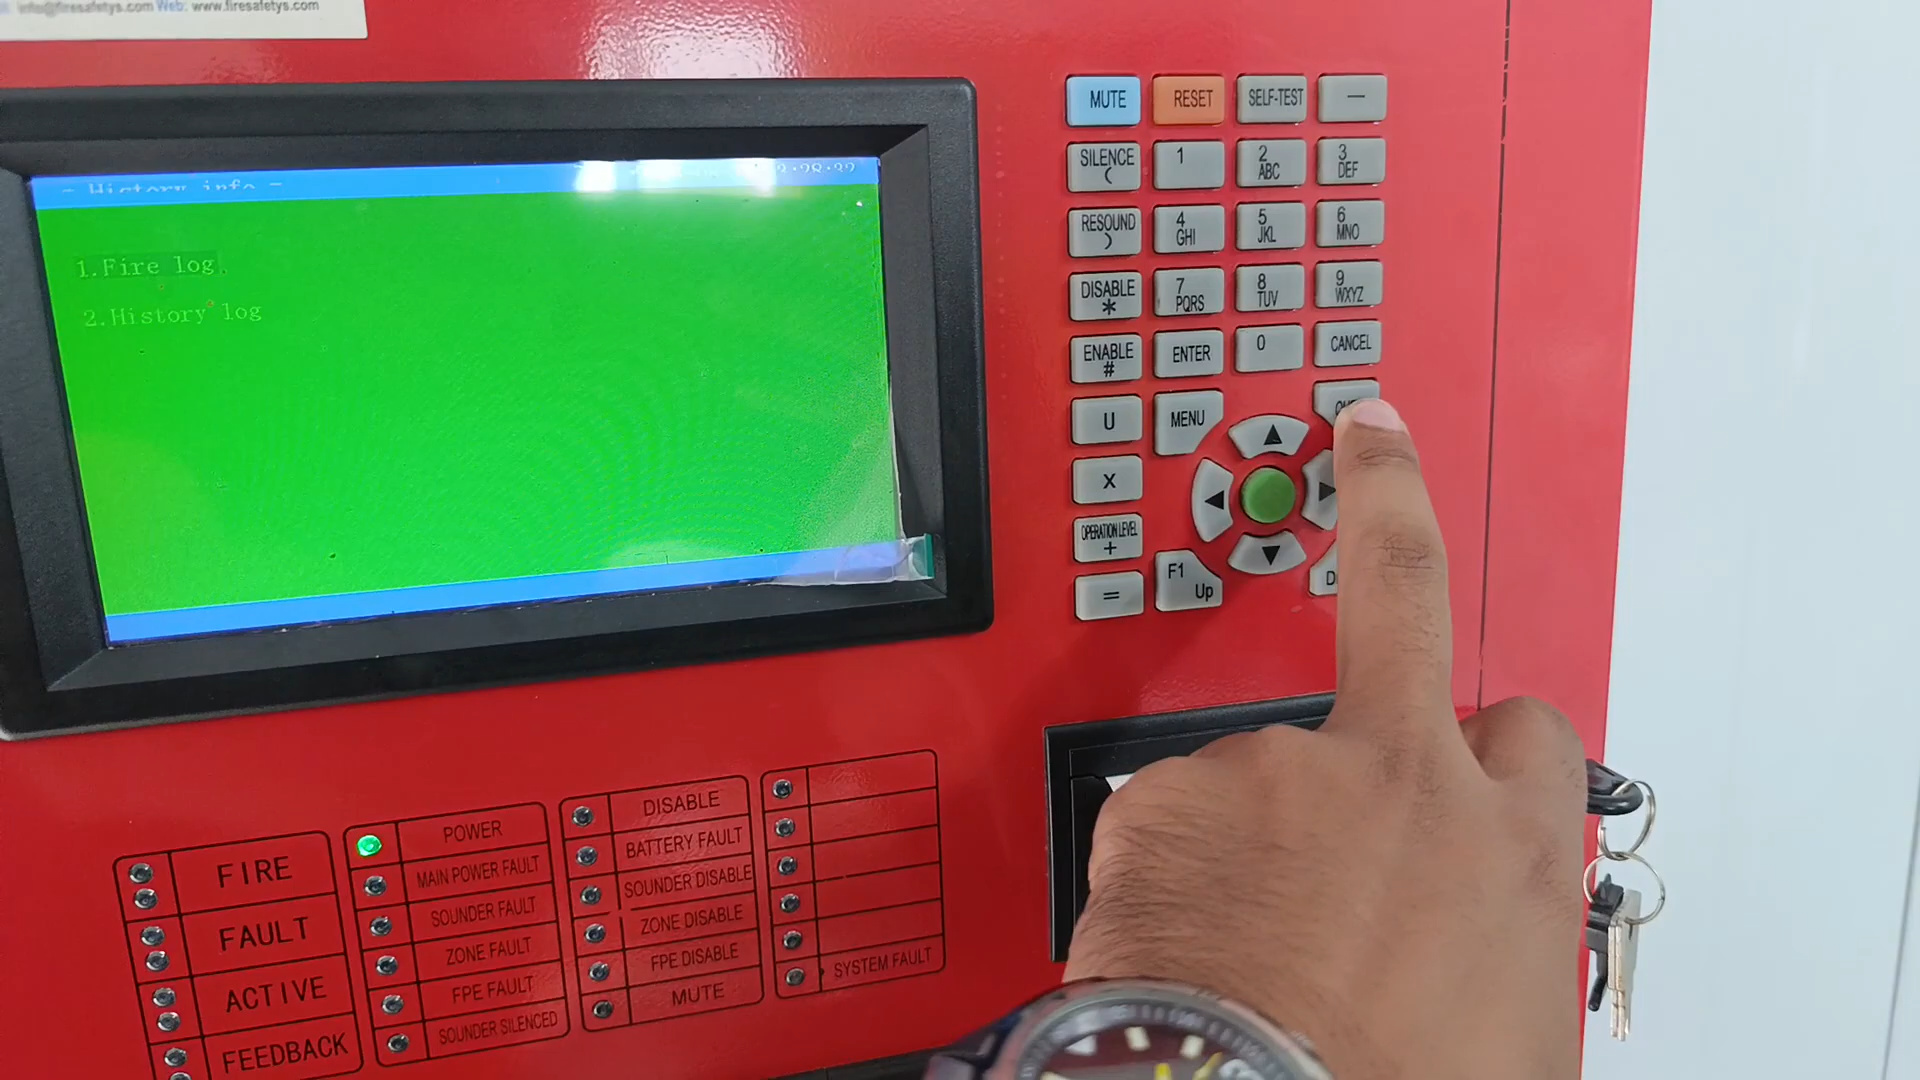 info@firesafetys.com Web: www.firesafetys.com
- History info -
:28:32
1.Fire log
2.History log
MUTE
RESET
SELF-TEST
—
SILENCE (
1
2 ABC
3 DEF
RESOUND )
4 GHI
5 JKL
6 MNO
DISABLE *
7 PQRS
8 TUV
9 WXYZ
ENABLE #
ENTER
0
CANCEL
U
MENU
X
OPERATION LEVEL +
=
F1 Up
FIRE
FAULT
ACTIVE
FEEDBACK
POWER
MAIN POWER FAULT
SOUNDER FAULT
ZONE FAULT
FPE FAULT
SOUNDER SILENCED
DISABLE
BATTERY FAULT
SOUNDER DISABLE
ZONE DISABLE
FPE DISABLE
MUTE
SYSTEM FAULT